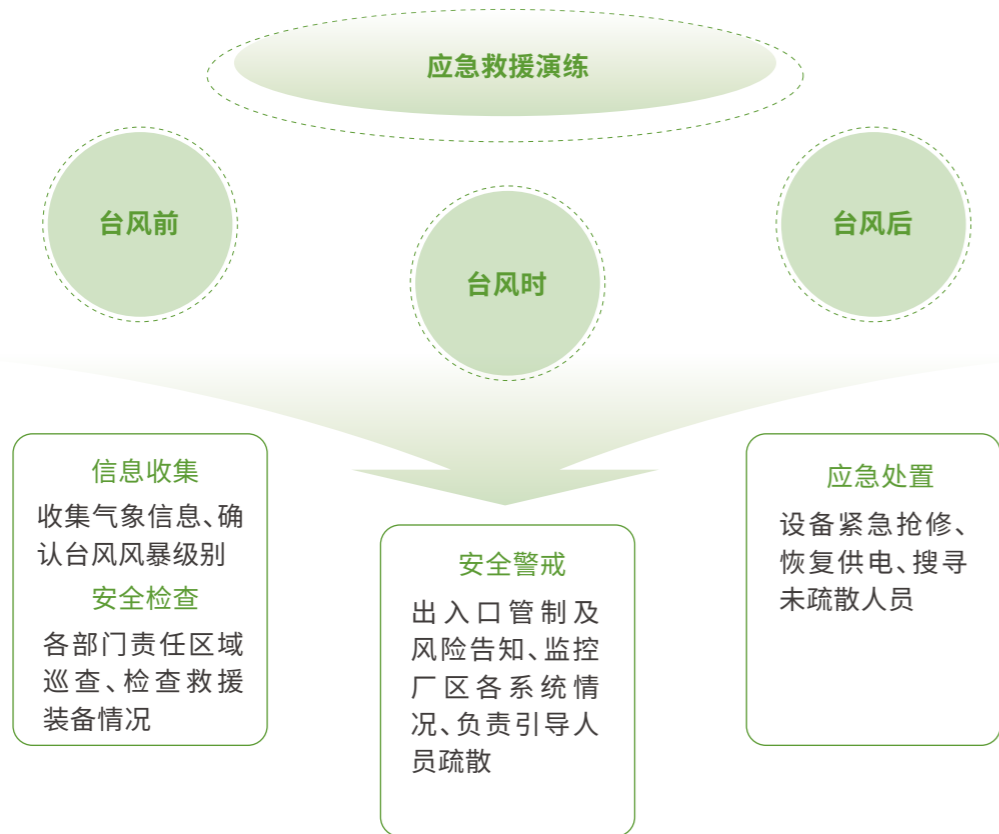 应急救援演练
台风前
台风时
台风后
信息收集
收集气象信息、确
认台风风暴级别
安全检查
各部门责任区域
巡查、检查救援
装备情况
安全警戒
出入口管制及
风险告知、监控
厂区各系统情
况、负责引导人
员疏散
应急处置
设备紧急抢修、
恢复供电、搜寻
未疏散人员